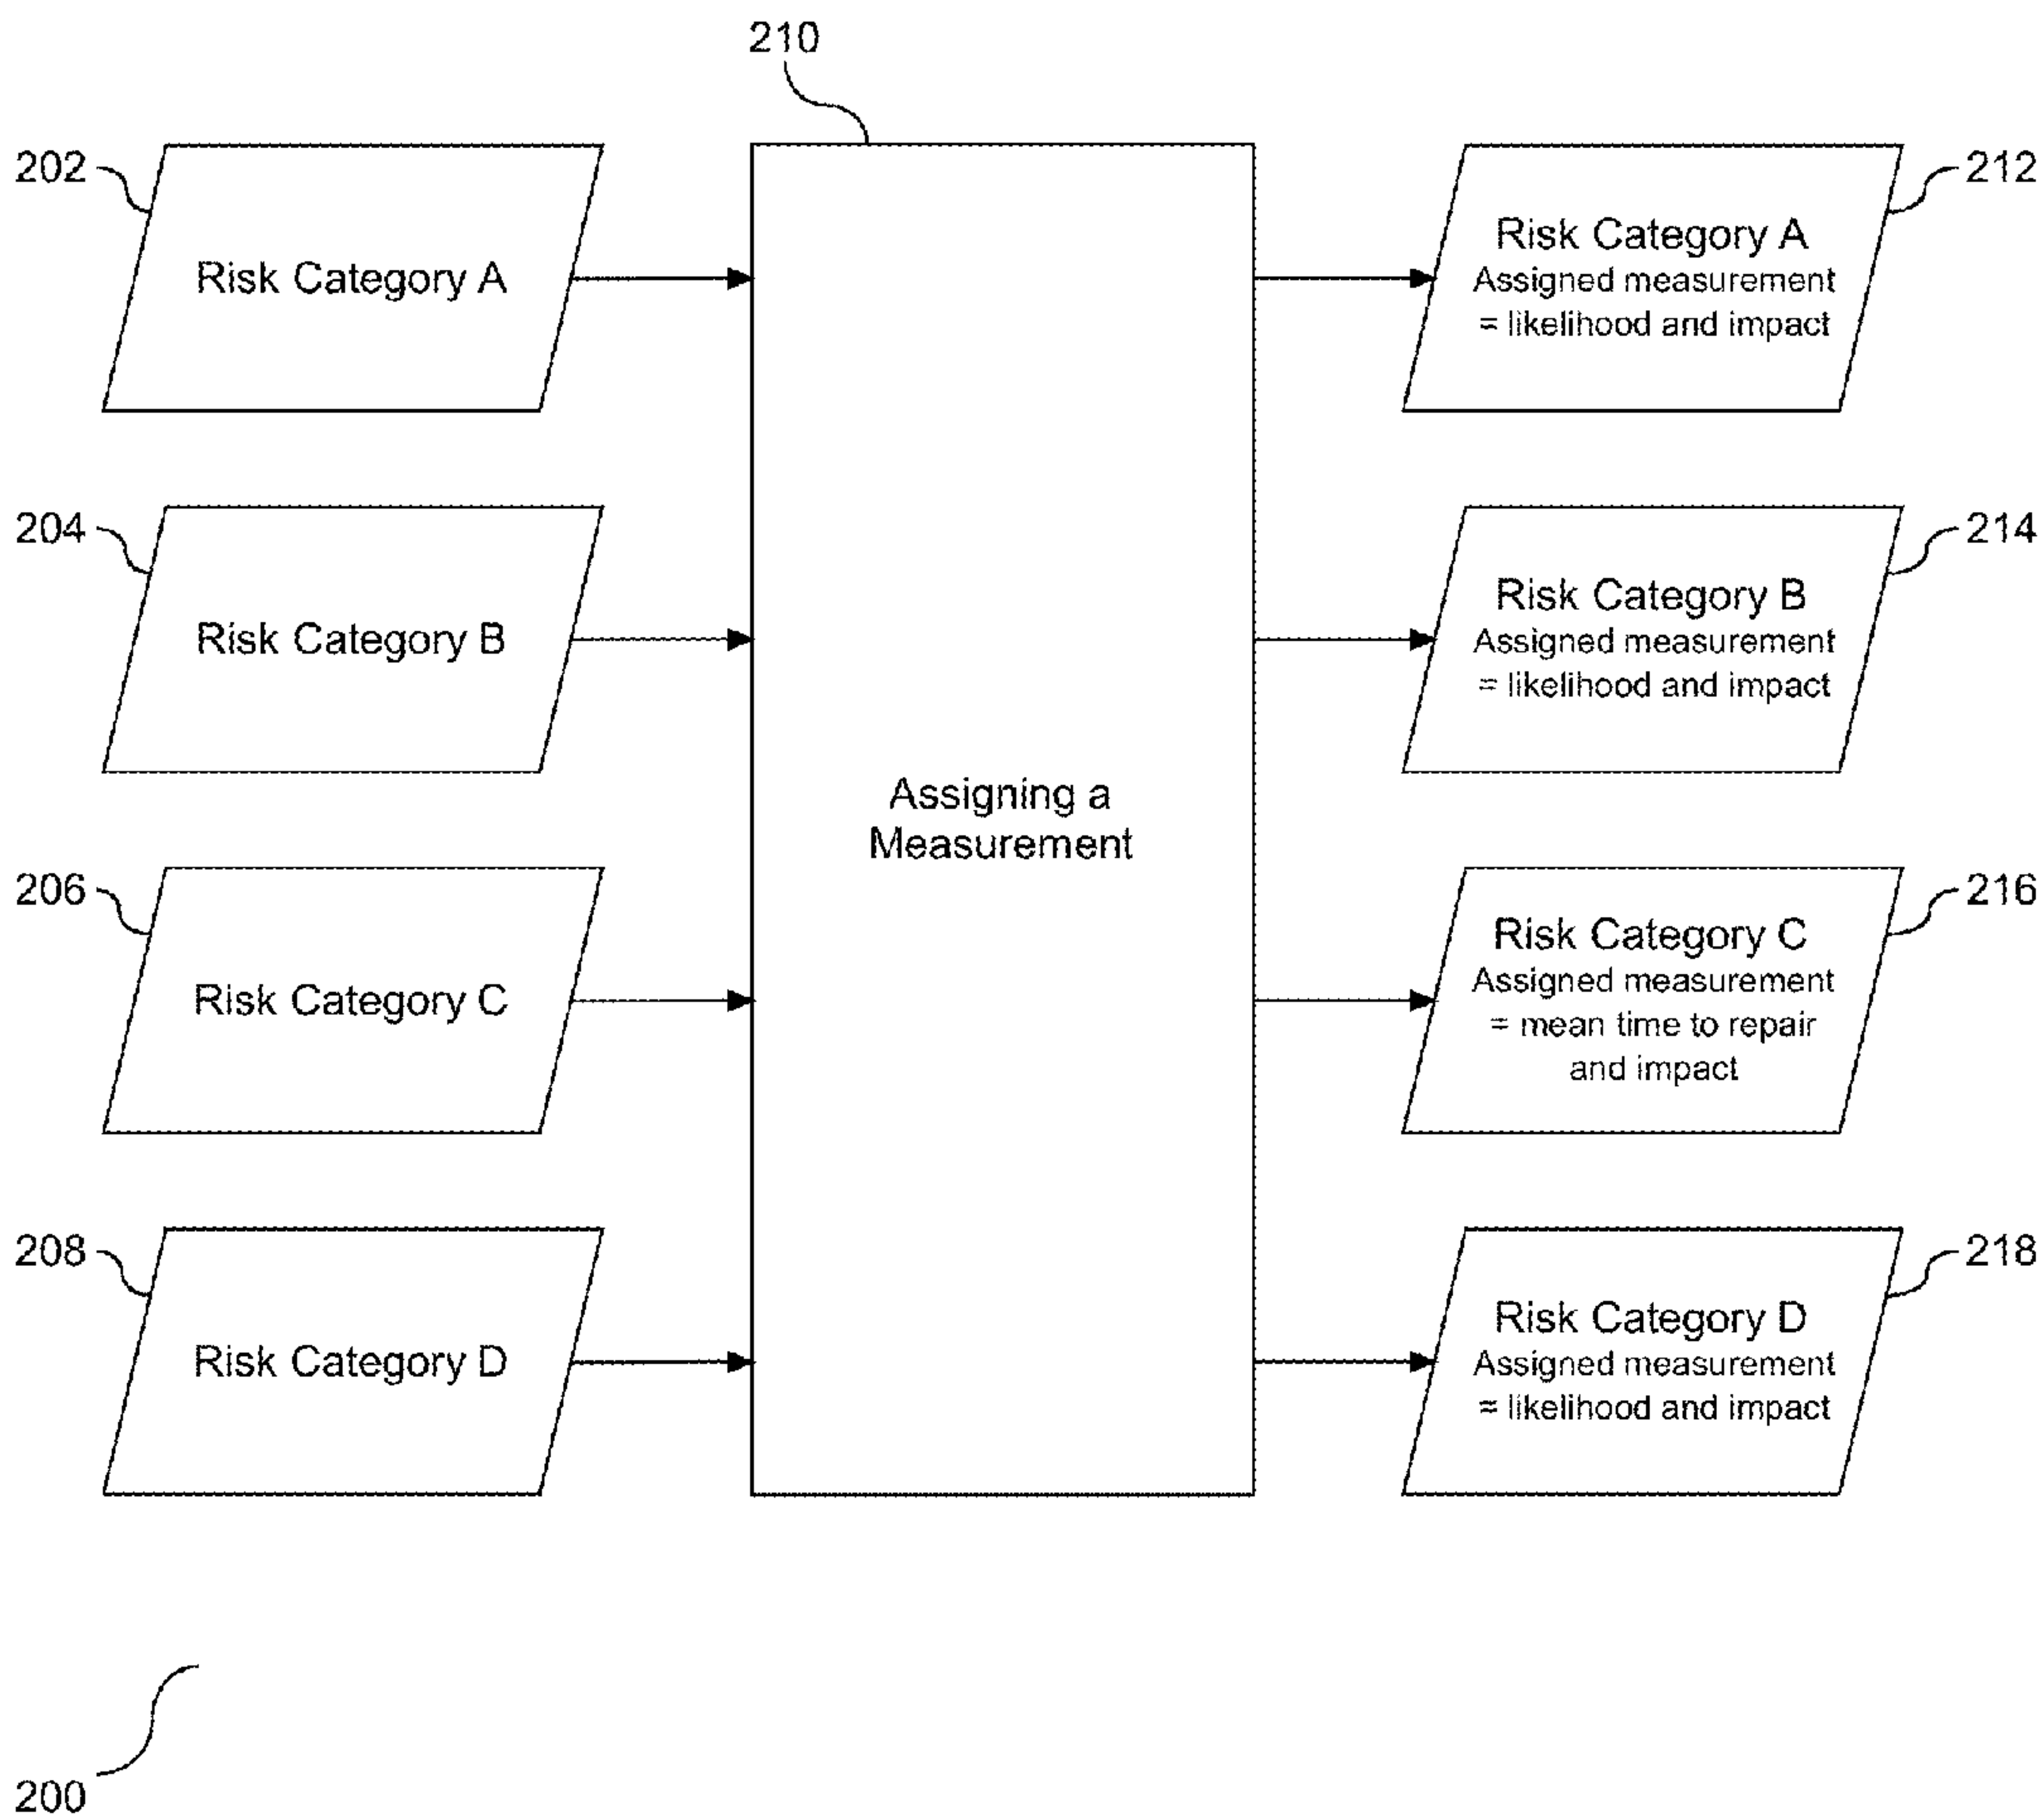 210
202
Risk Category A
212
Risk Category A
Assigned measurement
= likelihood and impact
204
Risk Category B
214
Risk Category B
Assigned measurement
= likelihood and impact
Assigning a
Measurement
206
Risk Category C
216
Risk Category C
Assigned measurement
= mean time to repair
and impact
208
Risk Category D
218
Risk Category D
Assigned measurement
= likelihood and impact
200